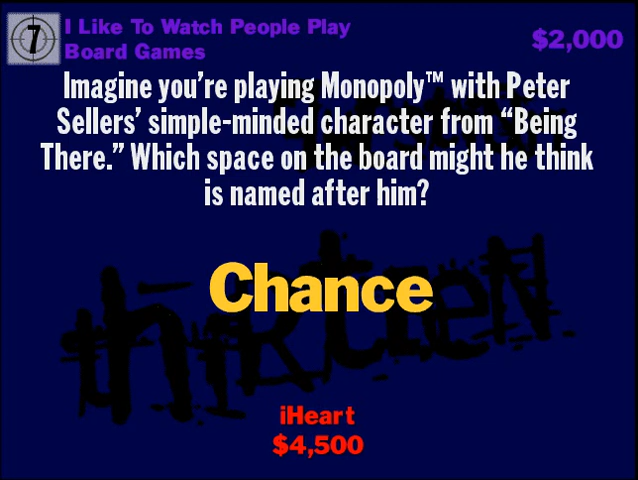 7
I Like To Watch People Play
Board Games
$2,000
Imagine you're playing Monopoly™ with Peter
Sellers' simple-minded character from “Being
There.” Which space on the board might he think
is named after him?
Chance
thirteen
iHeart
$4,500